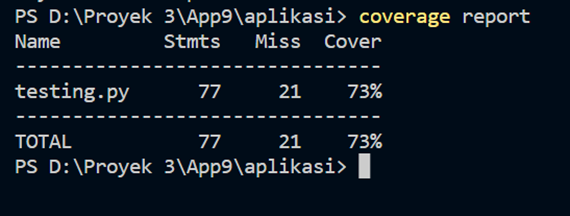 PS D:\Proyek 3\App9\aplikasi> coverage report
Name Stmts Miss Cover
---------------------------------
testing.py 77 21 73%
---------------------------------
TOTAL 77 21 73%
PS D:\Proyek 3\App9\aplikasi>